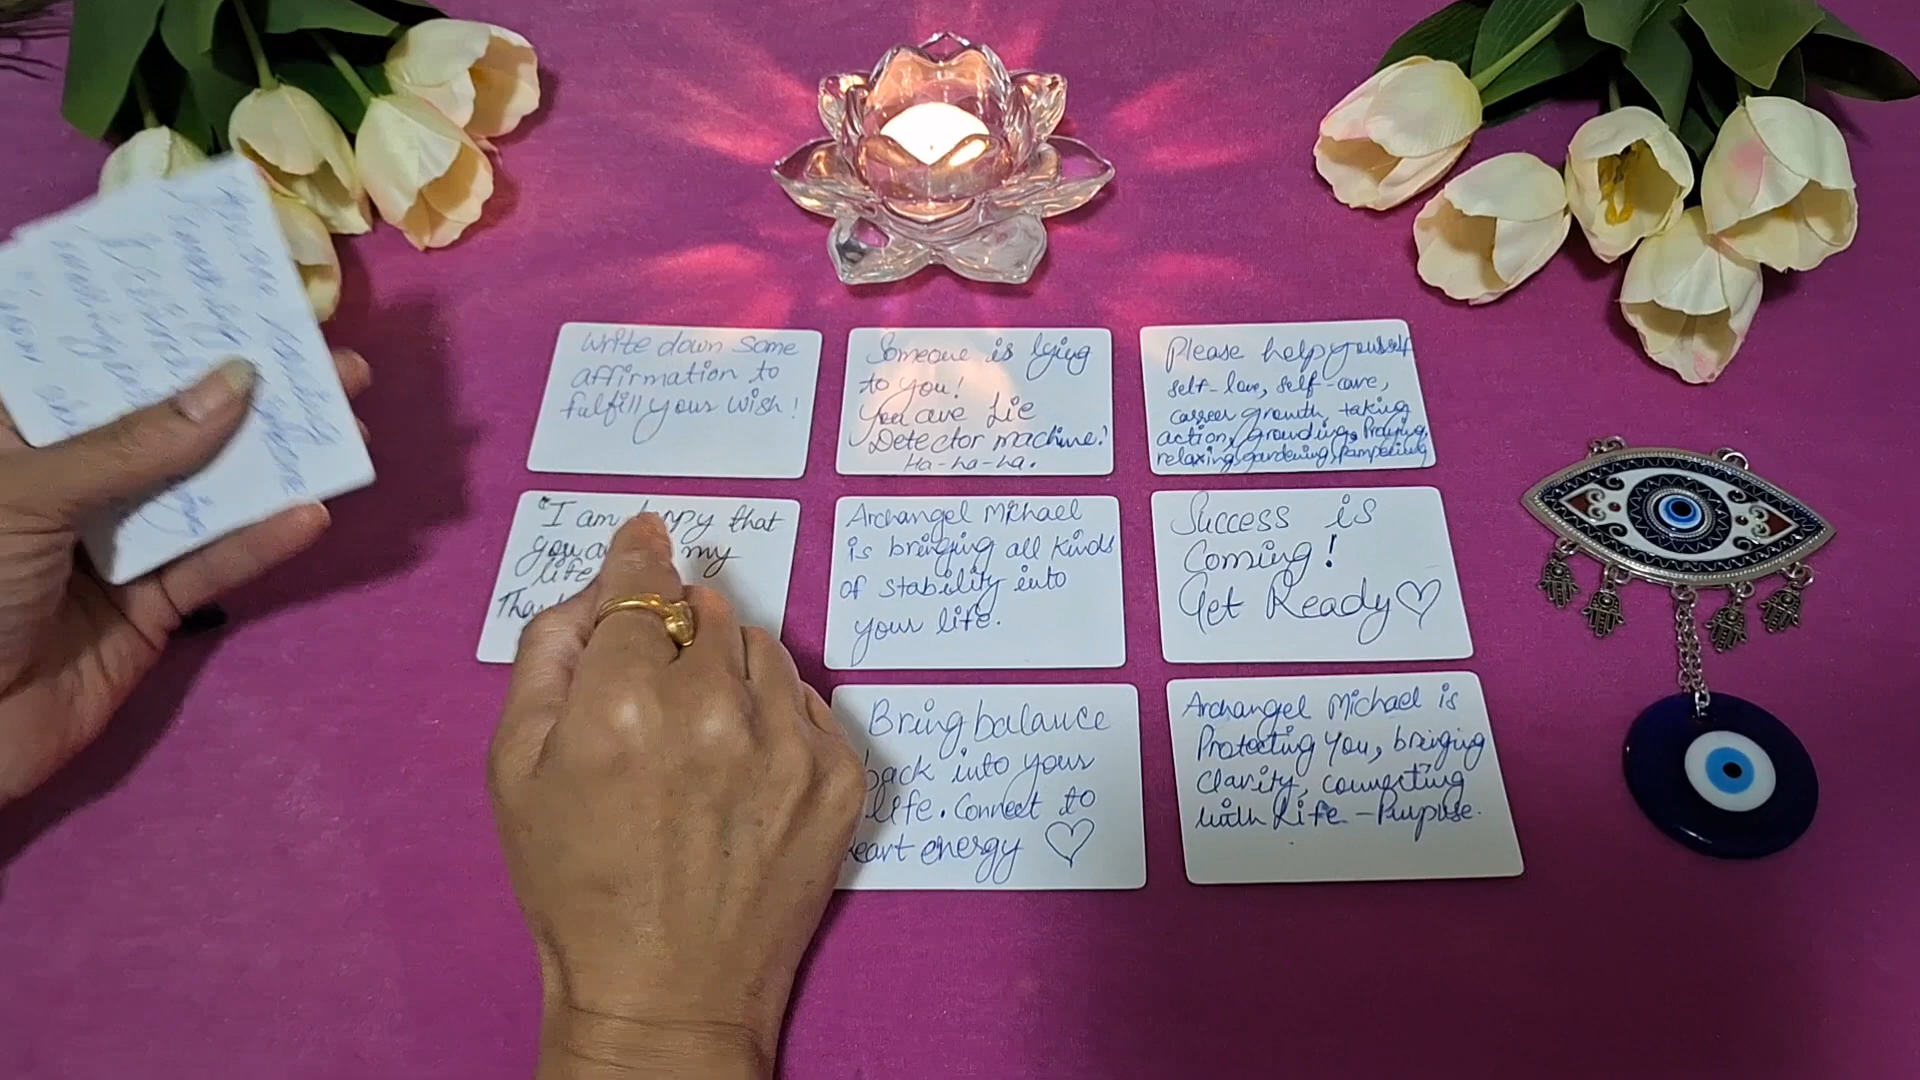 Write down some
affirmation to
fulfill your wish!
Someone is lying
to you!
You are Lie
Detector machine!
Ha-ha-ha.
Please help yourself
self-love, self-care,
career growth, taking
action, grounding, Praying,
relaxing, gardening, Pampering
"I am happy that
you my
life
Archangel Michael
is bringing all kinds
of stability into
your life.
Success is
Coming!
Get Ready
Bring balance
back into your
life. Connect to
heart energy
Archangel Michael is
Protecting You, bringing
Clarity, connecting
with Life - Purpose.